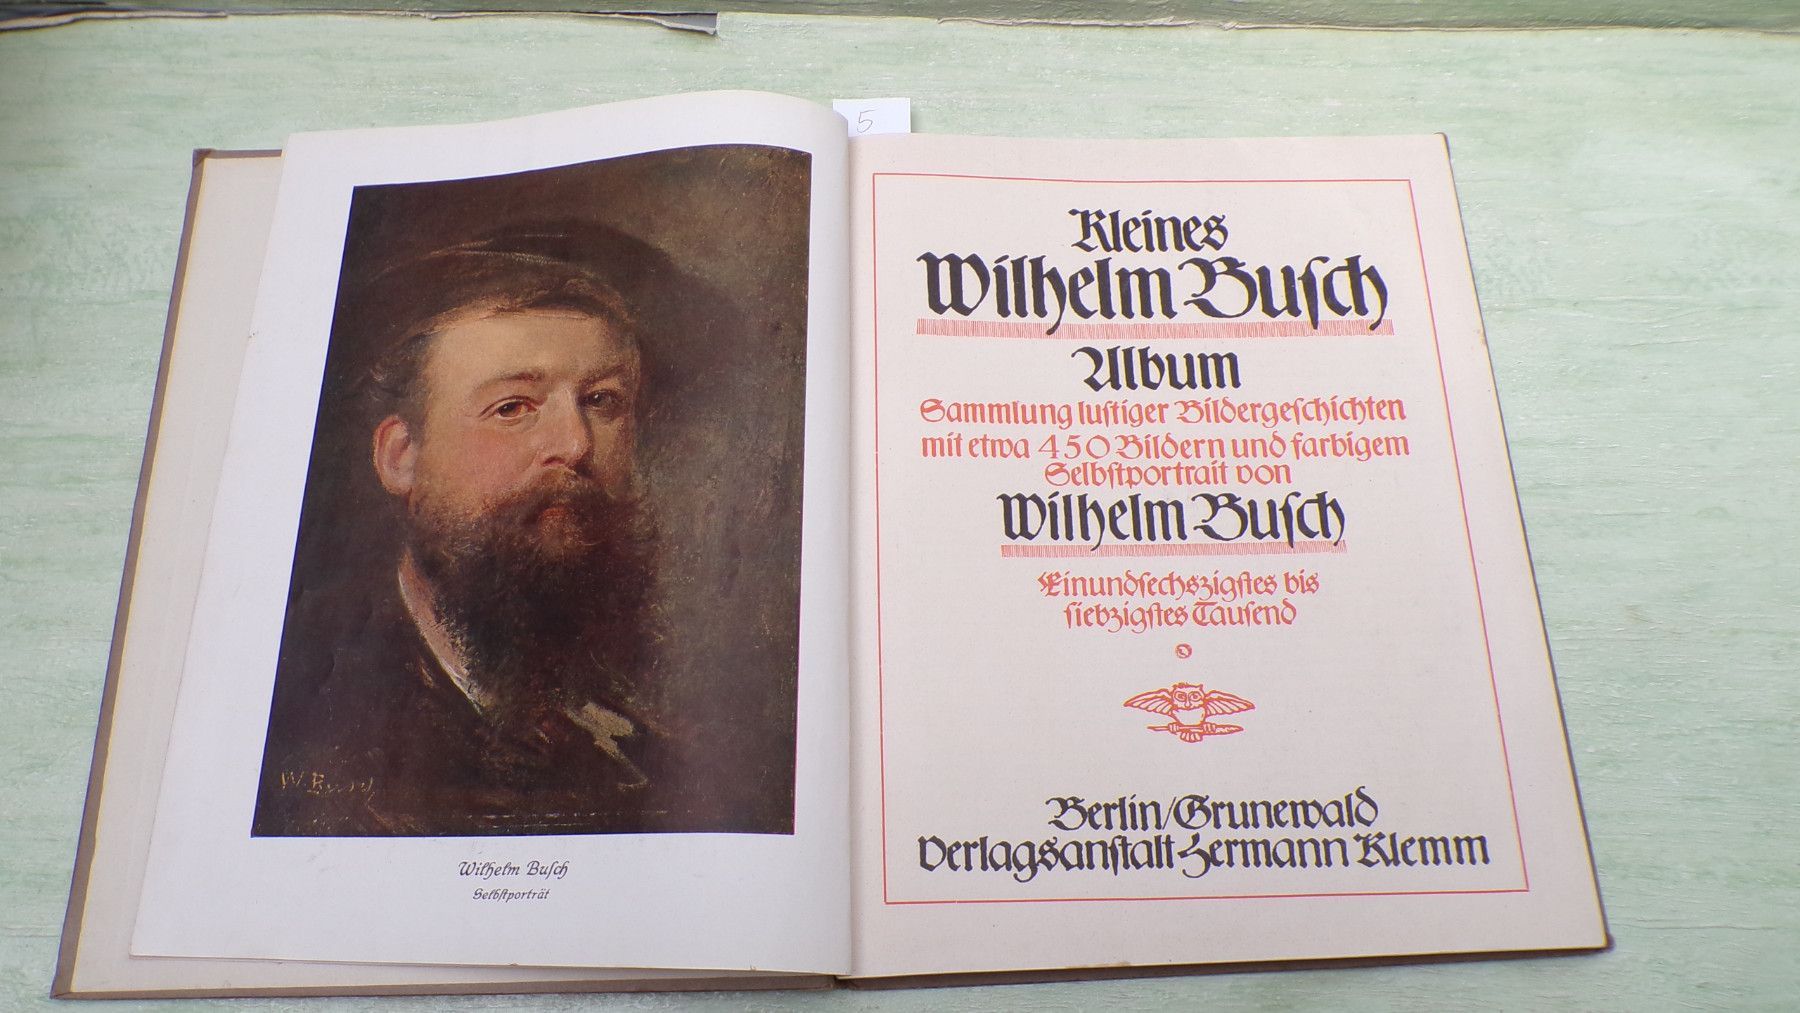 5
W. Busch
Wilhelm Buſch
Selbſtporträt
Kleines
Wilhelm Buſch
Album
Sammlung luſtiger Bildergeſchichten
mit etwa 450 Bildern und farbigem
Selbſtportrait von
Wilhelm Buſch
Einundſechszigſtes bis
ſiebzigſtes Tauſend
Berlin/Grunewald
Verlagsanſtalt Hermann Klemm